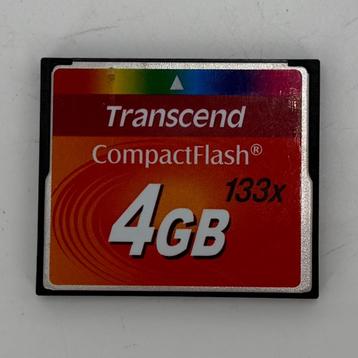 Transcend
CompactFlash®
133x
4GB